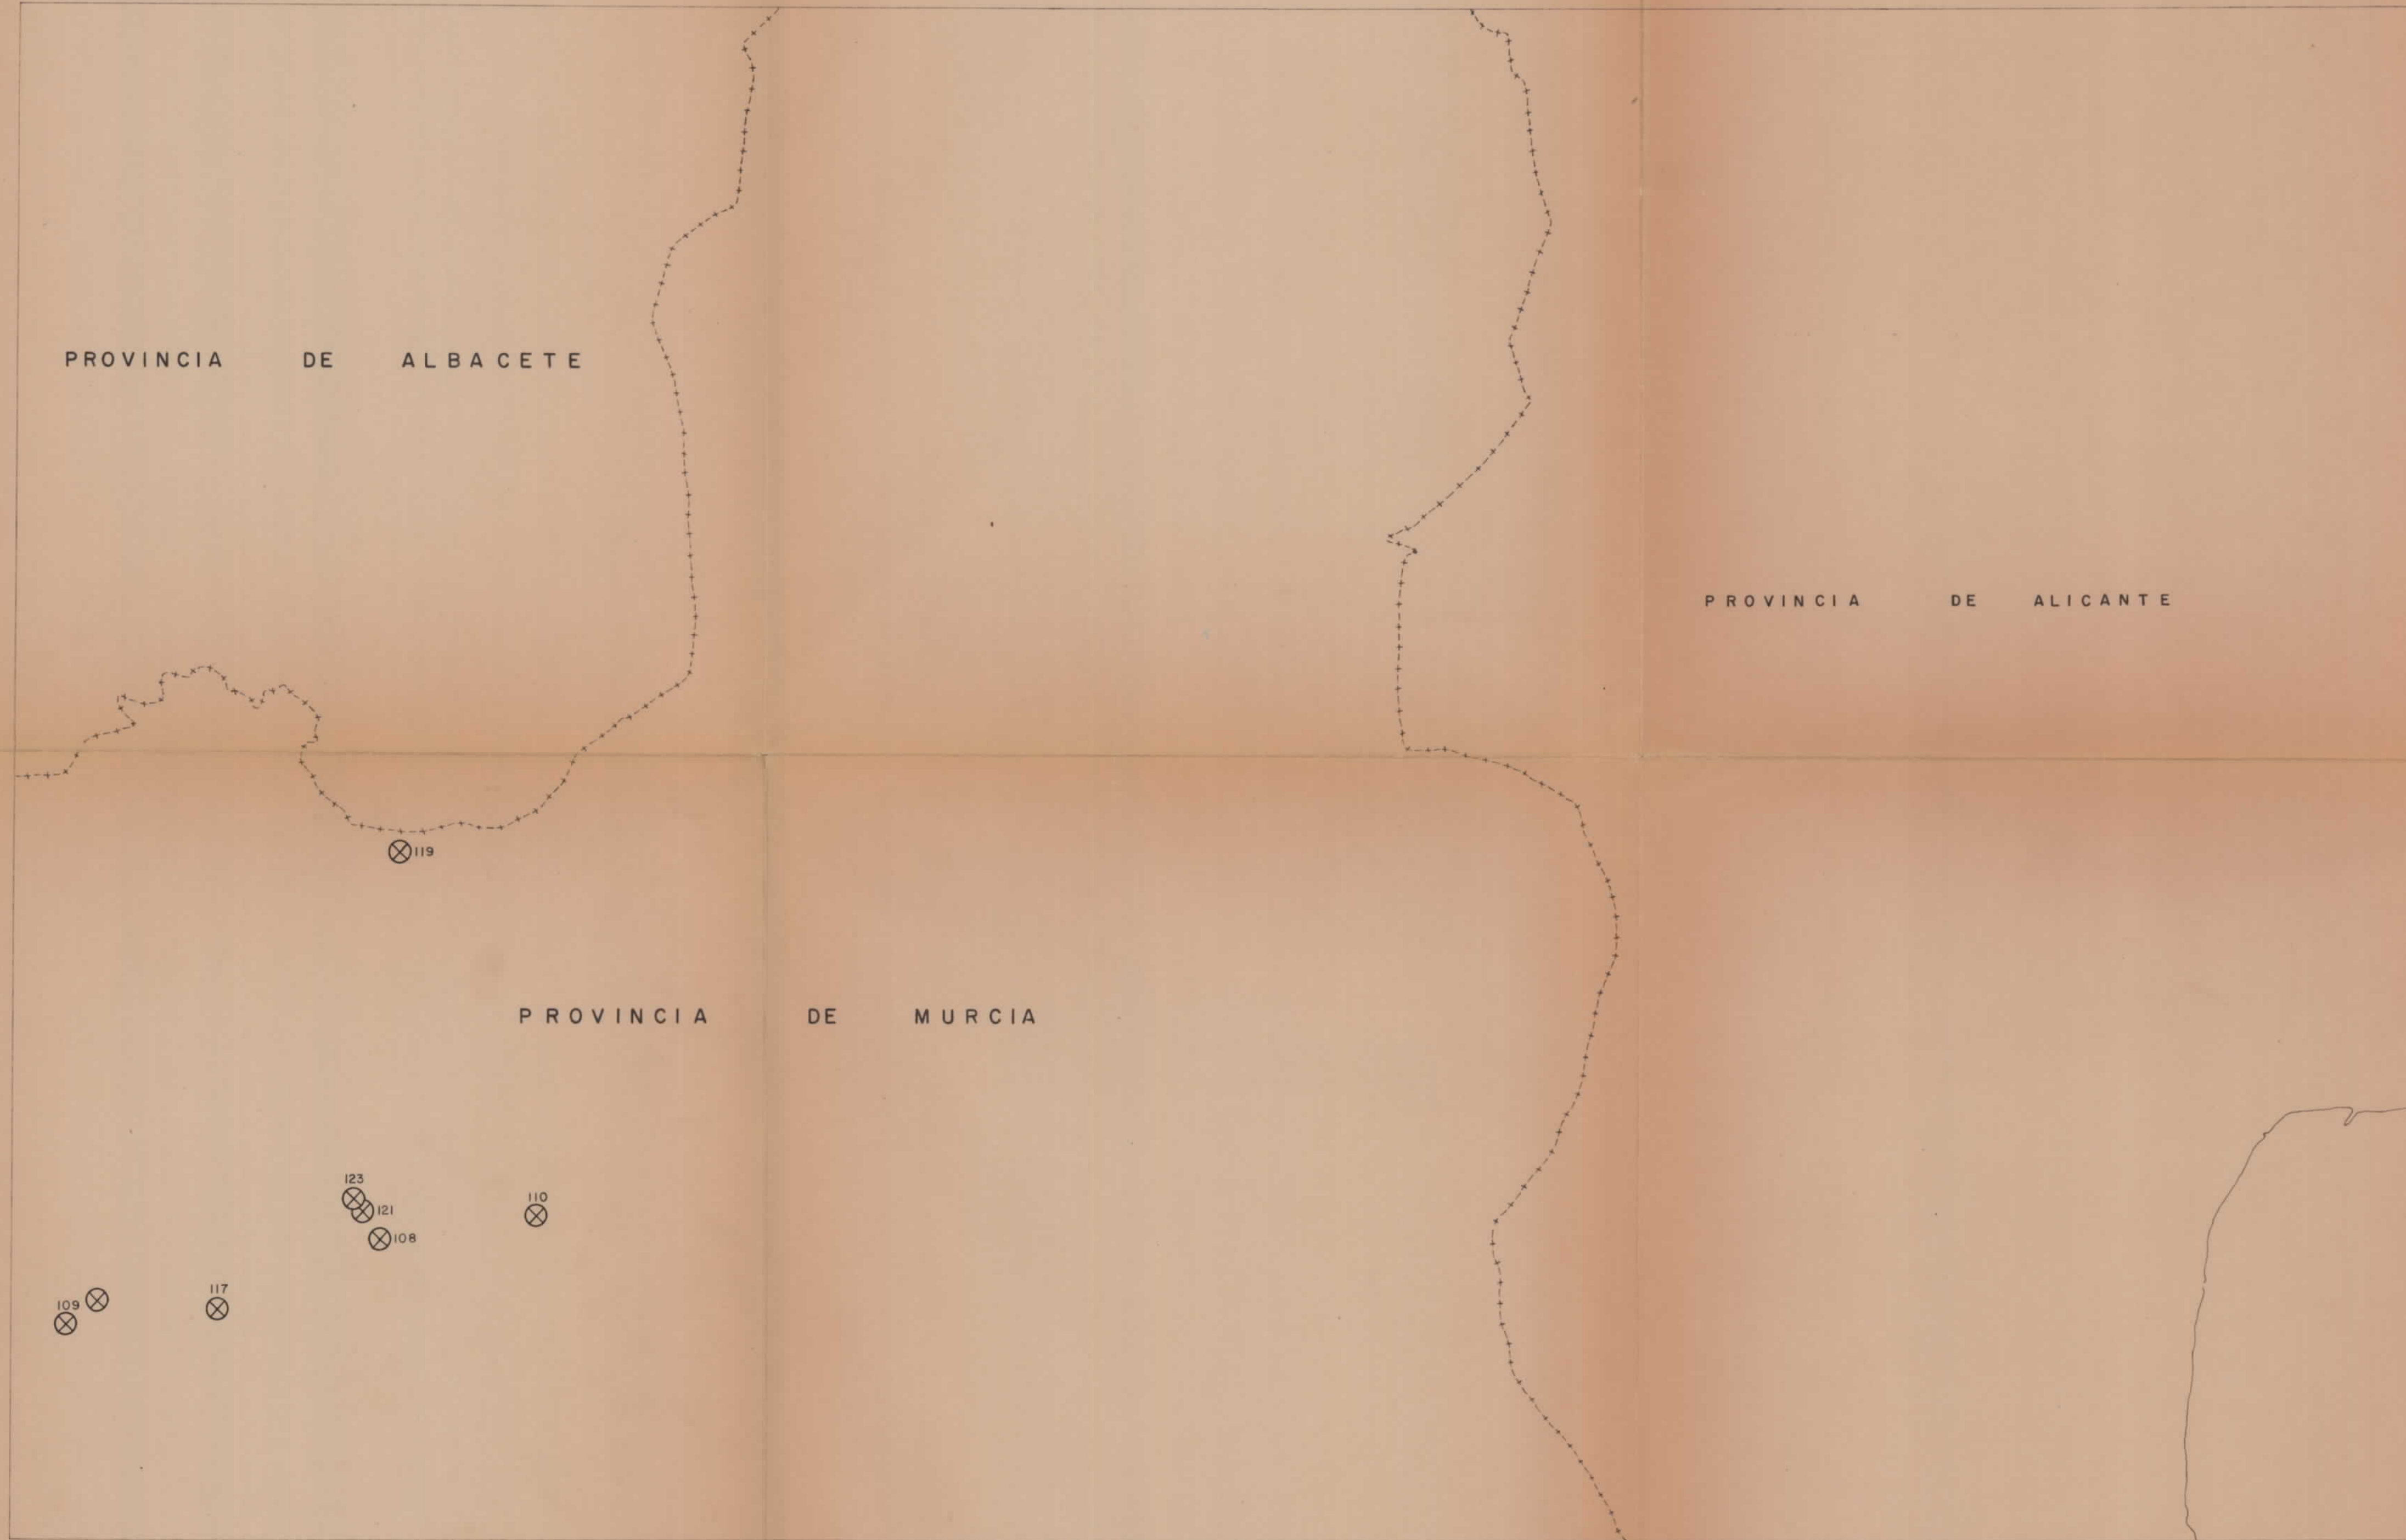 PROVINCIA DE ALBACETE
PROVINCIA DE ALICANTE
119
PROVINCIA DE MURCIA
123
121
110
108
117
109